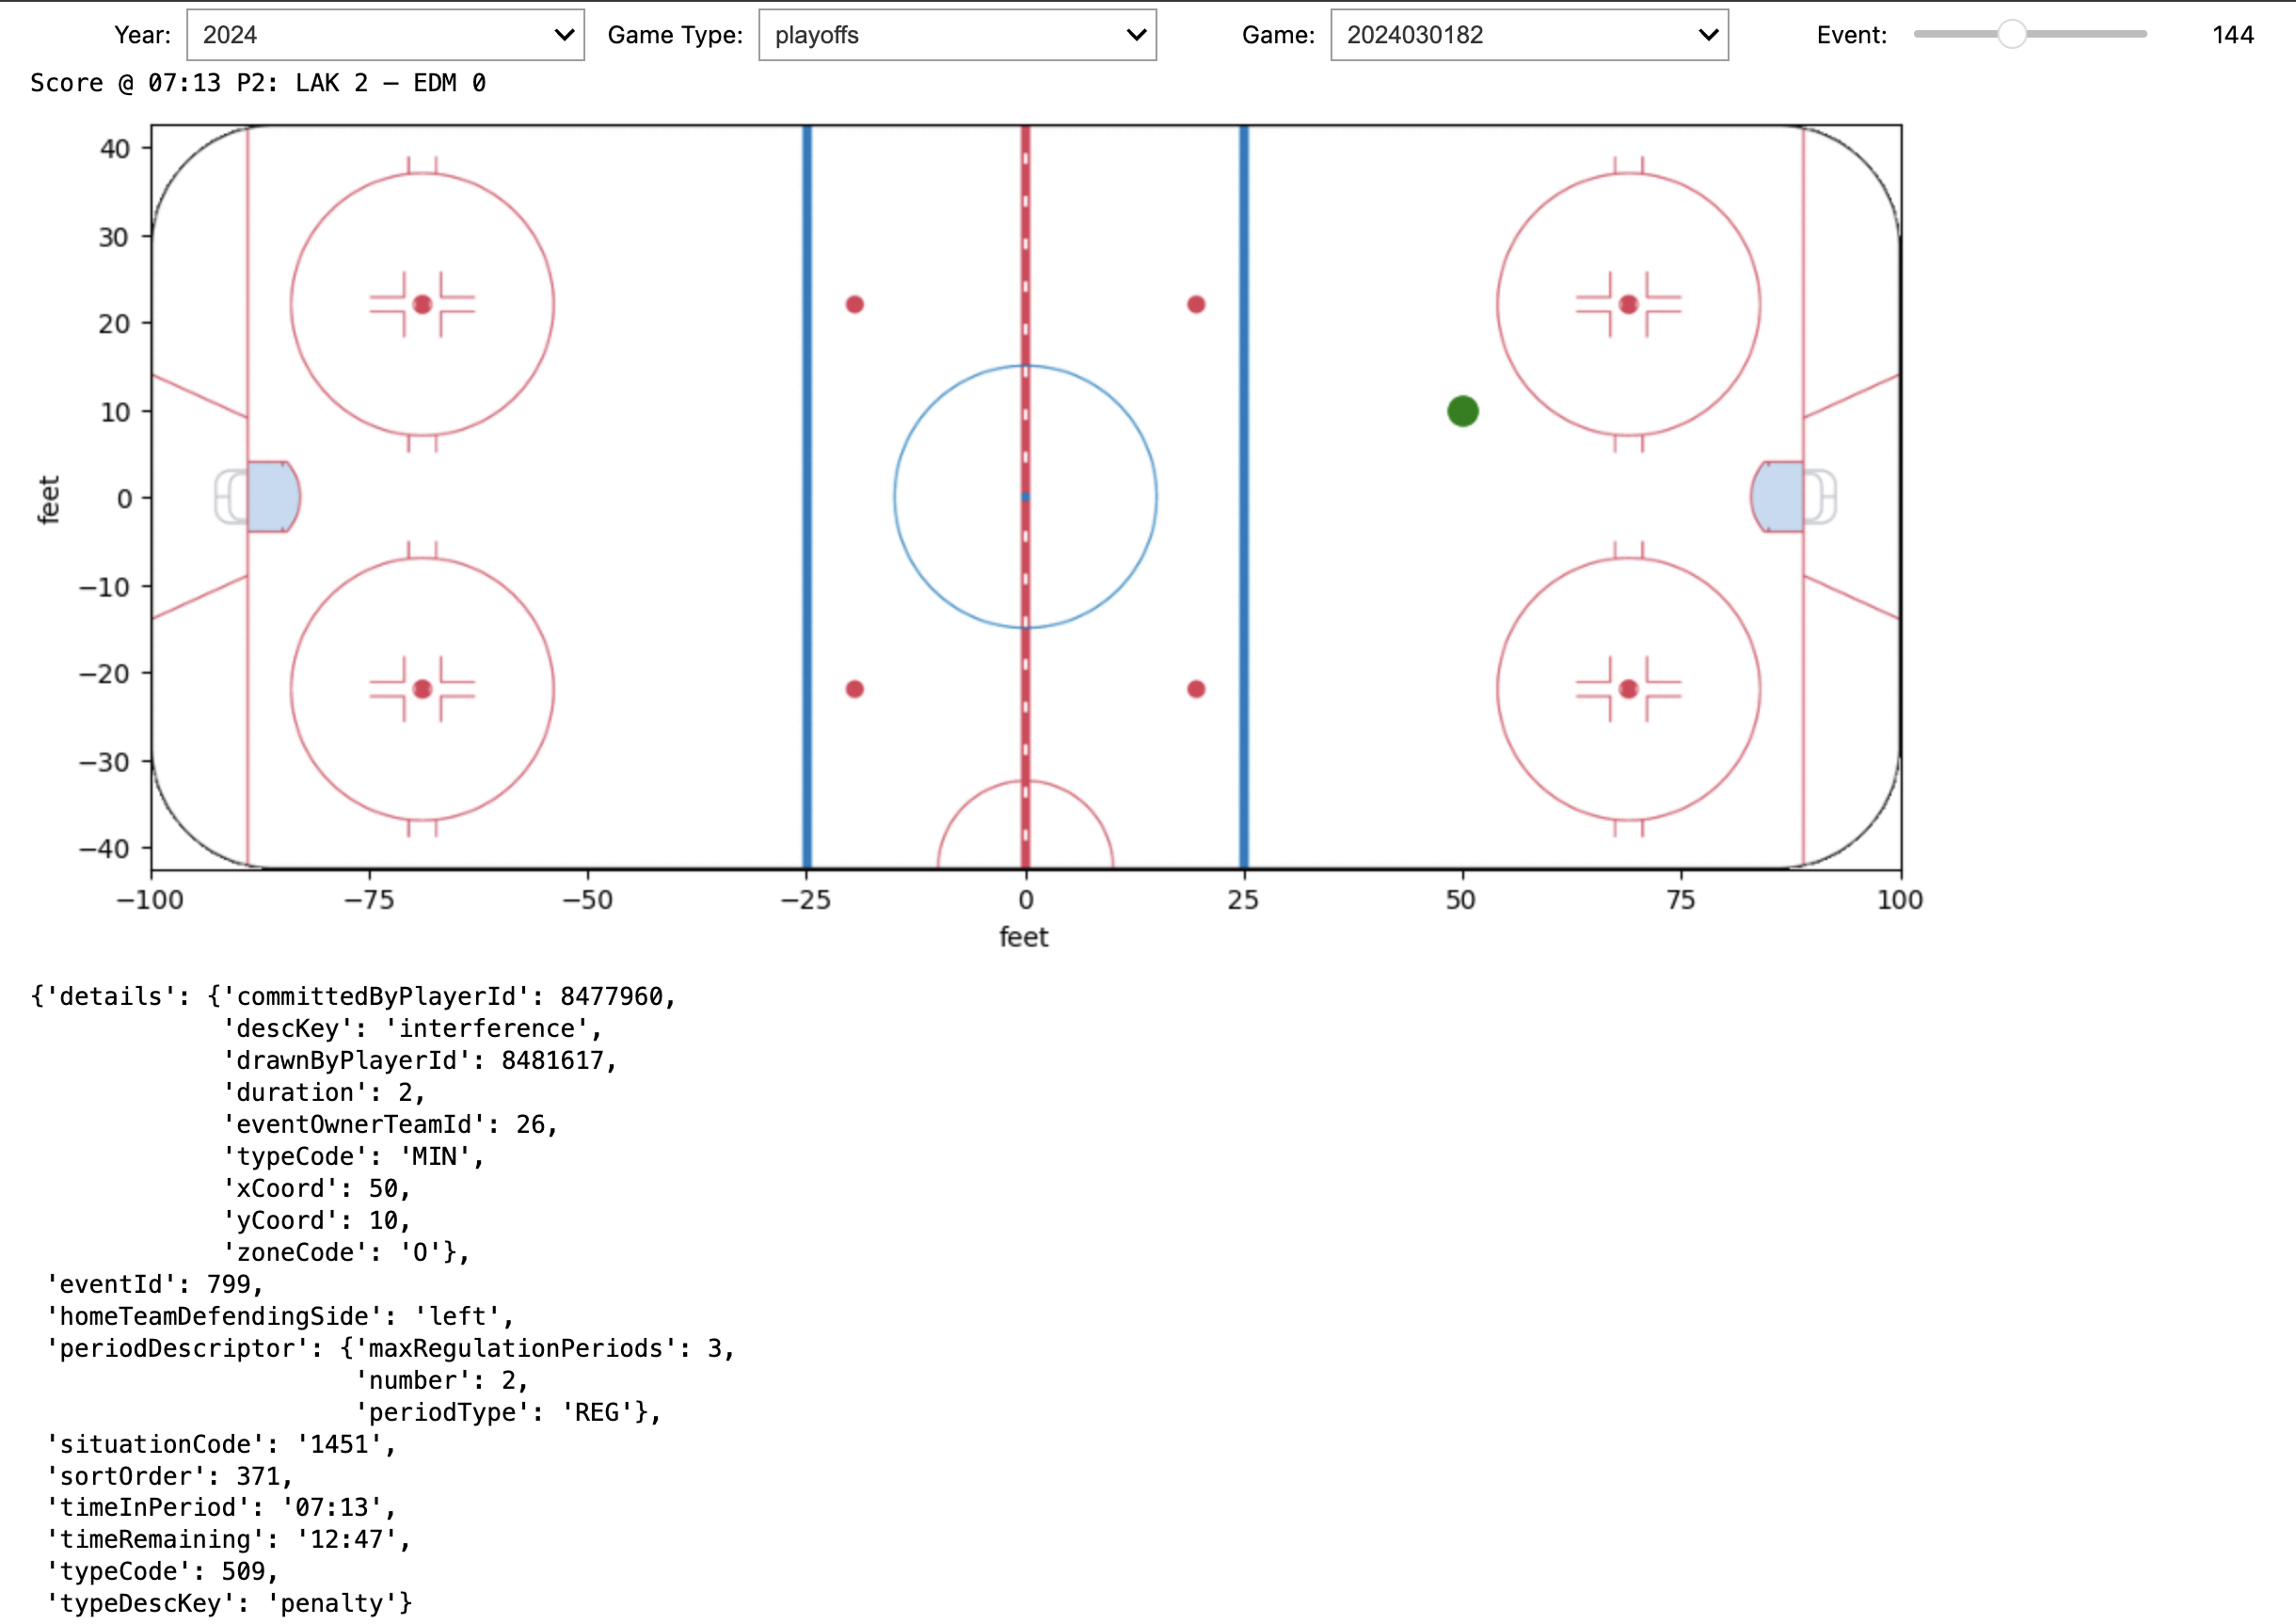 Year: 2024 Game Type: playoffs Game: 2024030182 Event: 144
Score @ 07:13 P2: LAK 2 – EDM 0
40
30
20
10
0
−10
−20
−30
−40
feet
−100 −75 −50 −25 0 25 50 75 100
feet
{'details': {'committedByPlayerId': 8477960,
             'descKey': 'interference',
             'drawnByPlayerId': 8481617,
             'duration': 2,
             'eventOwnerTeamId': 26,
             'typeCode': 'MIN',
             'xCoord': 50,
             'yCoord': 10,
             'zoneCode': 'O'},
 'eventId': 799,
 'homeTeamDefendingSide': 'left',
 'periodDescriptor': {'maxRegulationPeriods': 3,
                      'number': 2,
                      'periodType': 'REG'},
 'situationCode': '1451',
 'sortOrder': 371,
 'timeInPeriod': '07:13',
 'timeRemaining': '12:47',
 'typeCode': 509,
 'typeDescKey': 'penalty'}